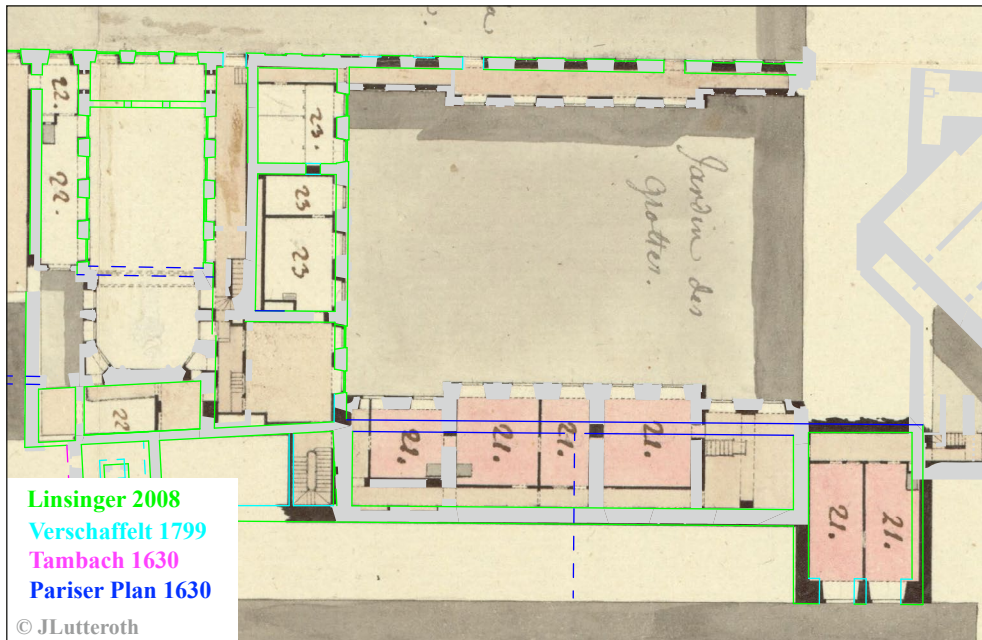 22.
22.
22
23.
23
23
Jardin des
Grottes.
21.
21.
21.
21.
21.
21.
Linsinger 2008
Verschaffelt 1799
Tambach 1630
Pariser Plan 1630
© JLutteroth